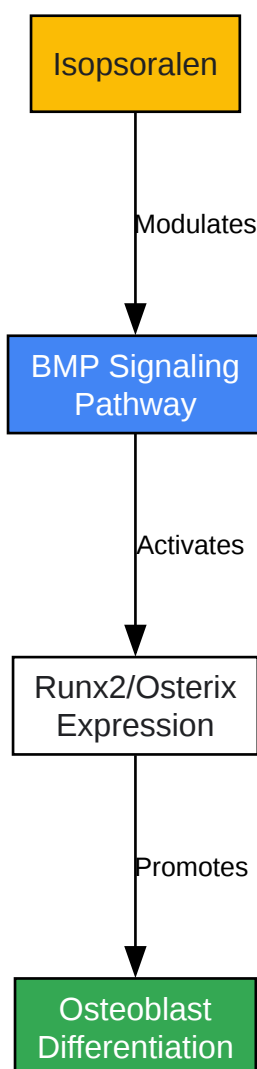 Isopsoralen
Modulates
BMP Signaling
Pathway
Activates
Runx2/Osterix
Expression
Promotes
Osteoblast
Differentiation